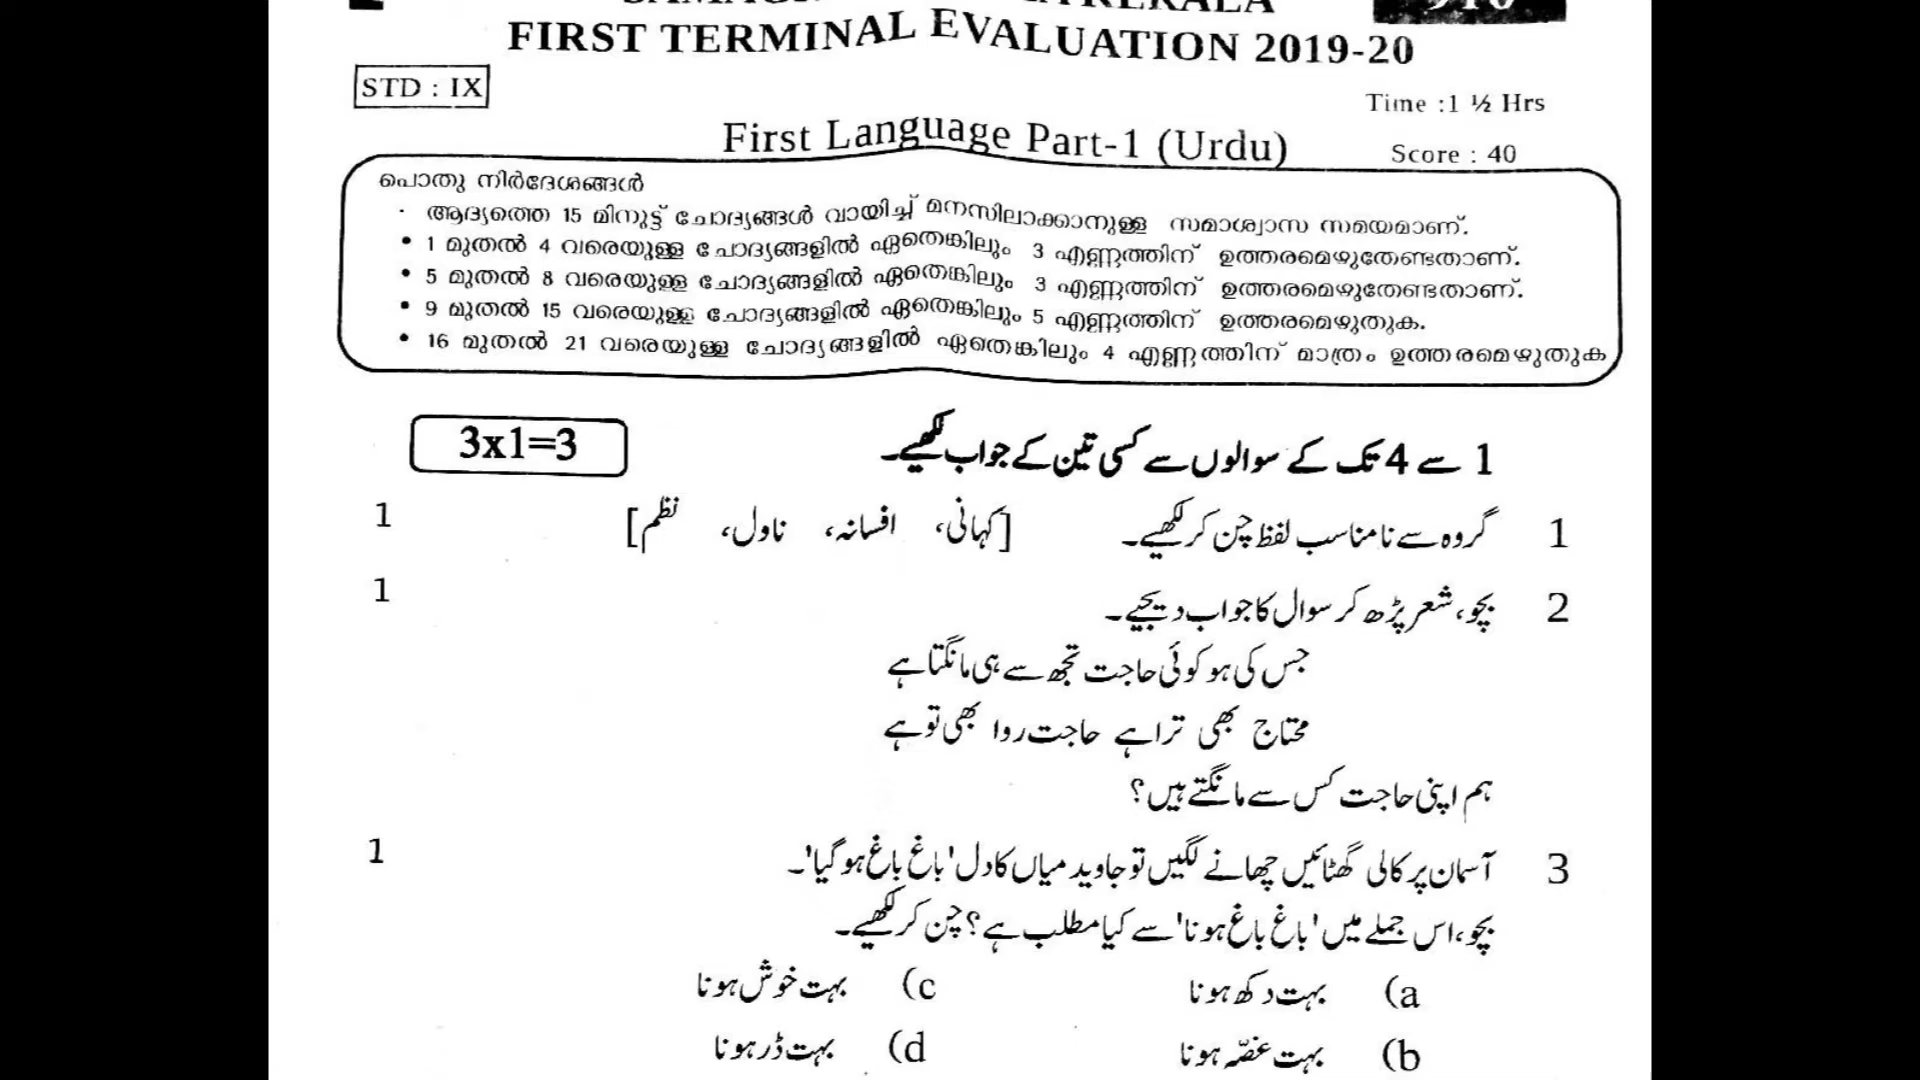 FIRST TERMINAL EVALUATION 2019-20
STD : IX
Time :1 ½ Hrs
First Language Part-1 (Urdu)
Score : 40
പൊതു നിർദേശങ്ങൾ
- ആദ്യത്തെ 15 മിനുട്ട് ചോദ്യങ്ങൾ വായിച്ച് മനസിലാക്കാനുള്ള സമാശ്വാസ സമയമാണ്.
• 1 മുതൽ 4 വരെയുള്ള ചോദ്യങ്ങളിൽ ഏതെങ്കിലും 3 എണ്ണത്തിന് ഉത്തരമെഴുതേണ്ടതാണ്.
• 5 മുതൽ 8 വരെയുള്ള ചോദ്യങ്ങളിൽ ഏതെങ്കിലും 3 എണ്ണത്തിന് ഉത്തരമെഴുതേണ്ടതാണ്.
• 9 മുതൽ 15 വരെയുള്ള ചോദ്യങ്ങളിൽ ഏതെങ്കിലും 5 എണ്ണത്തിന് ഉത്തരമെഴുതുക.
• 16 മുതൽ 21 വരെയുള്ള ചോദ്യങ്ങളിൽ ഏതെങ്കിലും 4 എണ്ണത്തിന് മാത്രം ഉത്തരമെഴുതുക
1 سے 4 تک کے سوالوں سے کسی تین کے جواب لکھیے۔ 3x1=3
1 گروہ سے نامناسب لفظ چن کر لکھیے۔ [کہانی، افسانہ، ناول، نظم] 1
2 بچو، شعر پڑھ کر سوال کا جواب دیجیے۔ 1
جس کی ہو کوئی حاجت تجھ سے ہی مانگتا ہے
محتاج بھی ترا ہے حاجت روا بھی تو ہے
ہم اپنی حاجت کس سے مانگتے ہیں؟
3 آسمان پر کالی گھٹائیں چھانے لگیں تو جاوید میاں کا دل 'باغ باغ ہوگیا'۔ 1
بچو، اس جملے میں 'باغ باغ ہونا' سے کیا مطلب ہے؟ چن کر لکھیے۔
a) بہت دکھ ہونا c) بہت خوش ہونا
b) بہت غصّہ ہونا d) بہت ڈر ہونا